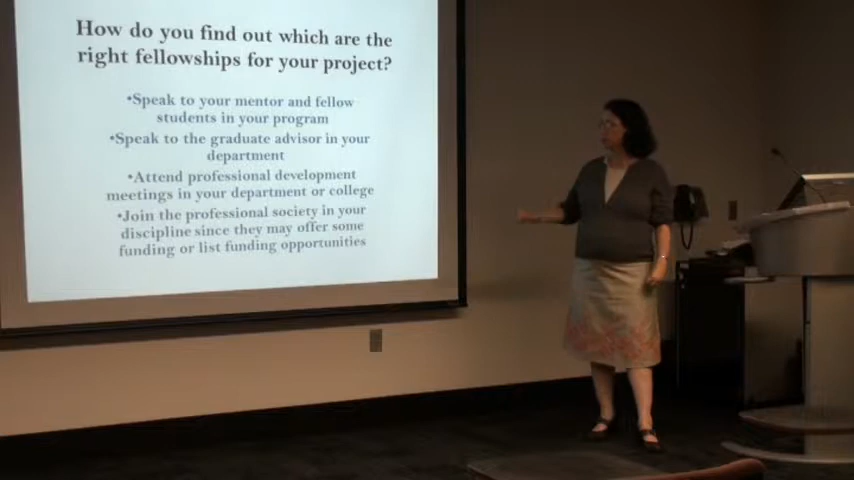 How do you find out which are the
right fellowships for your project?
•Speak to your mentor and fellow
students in your program
•Speak to the graduate advisor in your
department
•Attend professional development
meetings in your department or college
•Join the professional society in your
discipline since they may offer some
funding or list funding opportunities